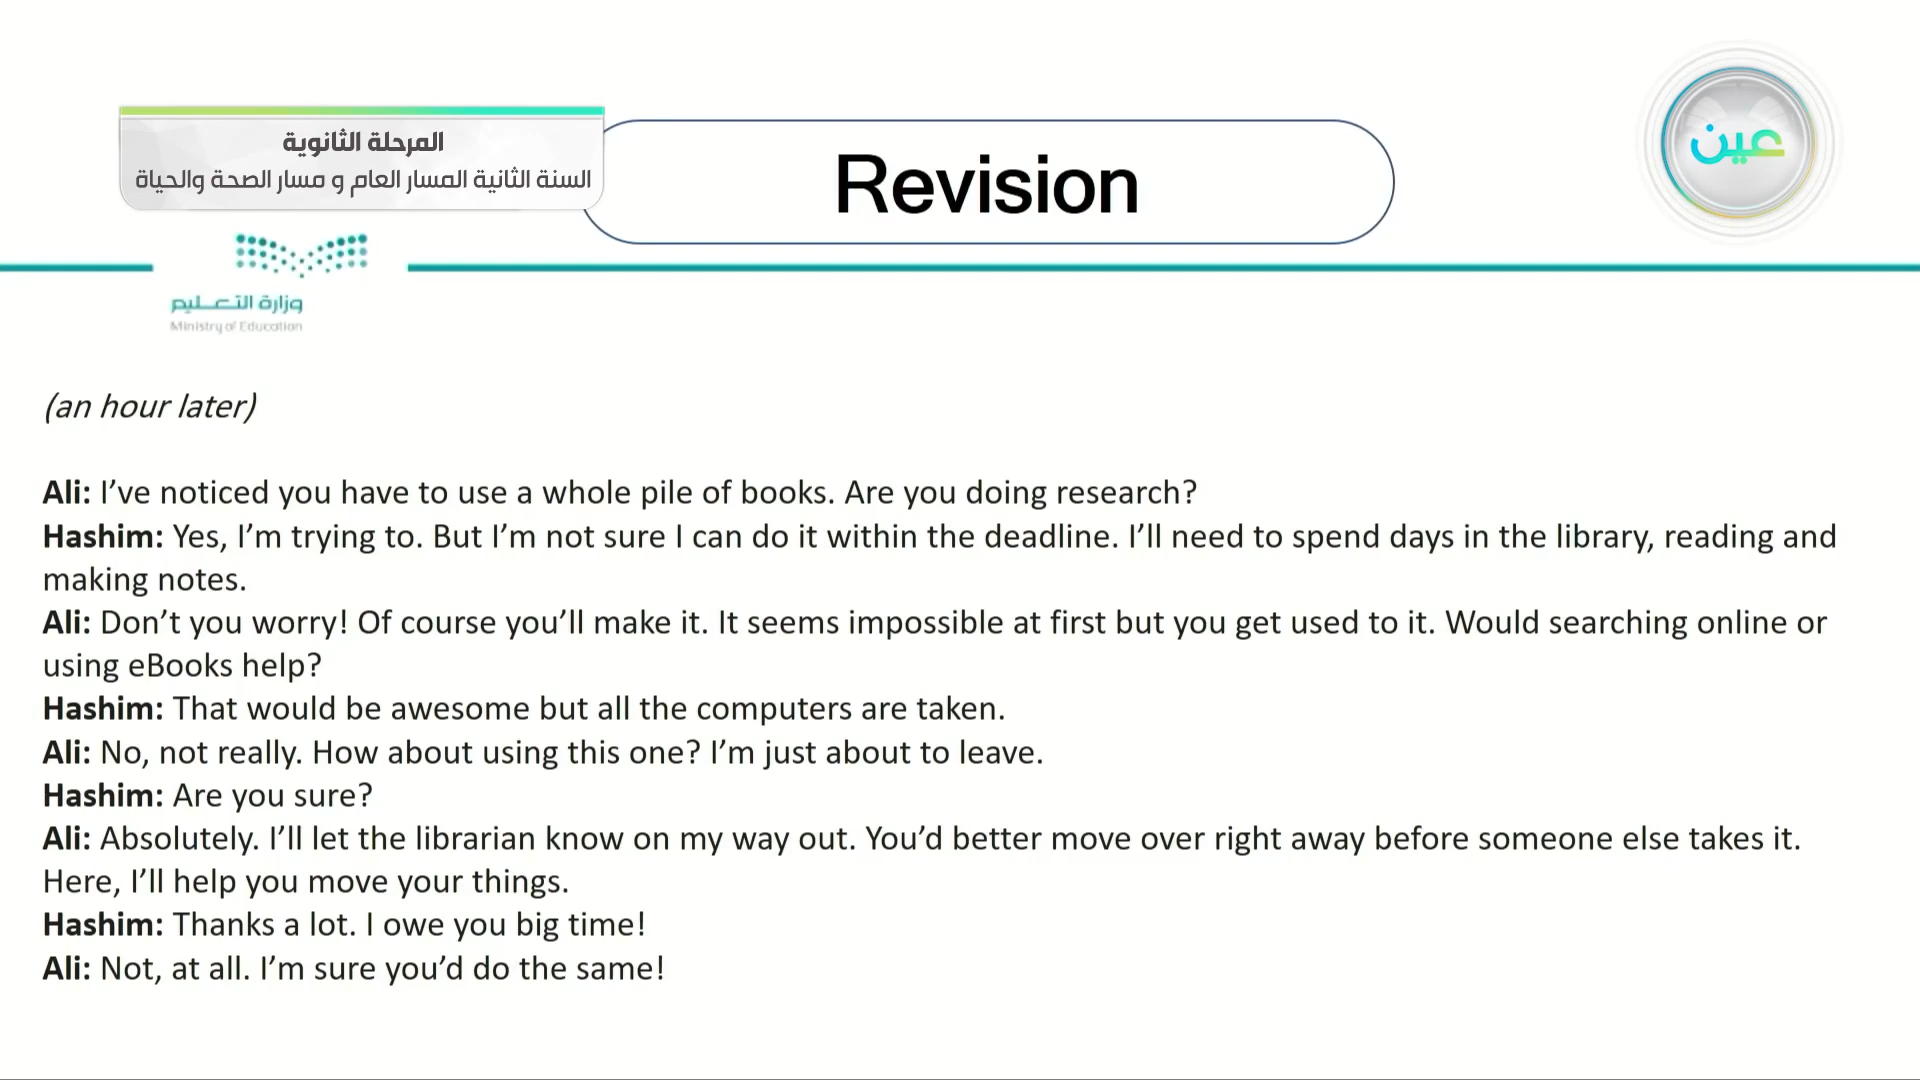 المرحلة الثانوية
السنة الثانية المسار العام و مسار الصحة والحياة
Revision
عين
وزارة التعليم
Ministry of Education
(an hour later)
Ali: I’ve noticed you have to use a whole pile of books. Are you doing research?
Hashim: Yes, I’m trying to. But I’m not sure I can do it within the deadline. I’ll need to spend days in the library, reading and
making notes.
Ali: Don’t you worry! Of course you’ll make it. It seems impossible at first but you get used to it. Would searching online or
using eBooks help?
Hashim: That would be awesome but all the computers are taken.
Ali: No, not really. How about using this one? I’m just about to leave.
Hashim: Are you sure?
Ali: Absolutely. I’ll let the librarian know on my way out. You’d better move over right away before someone else takes it.
Here, I’ll help you move your things.
Hashim: Thanks a lot. I owe you big time!
Ali: Not, at all. I’m sure you’d do the same!